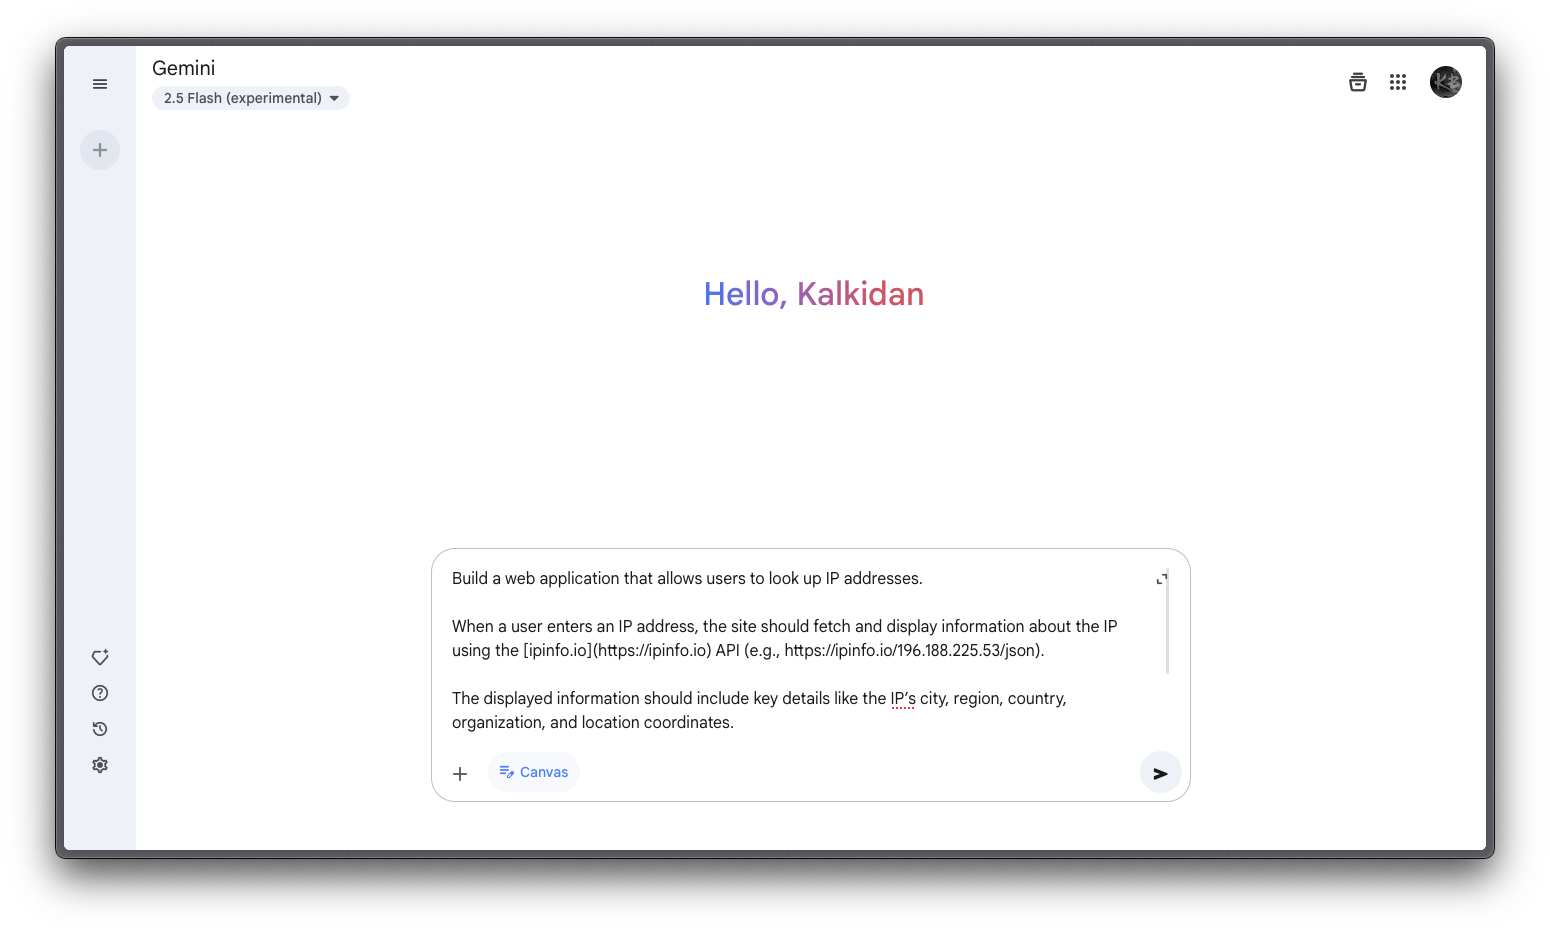 Gemini
2.5 Flash (experimental)
KB
Hello, Kalkidan
Build a web application that allows users to look up IP addresses.
When a user enters an IP address, the site should fetch and display information about the IP
using the [ipinfo.io](https://ipinfo.io) API (e.g., https://ipinfo.io/196.188.225.53/json).
The displayed information should include key details like the IP’s city, region, country,
organization, and location coordinates.
Canvas